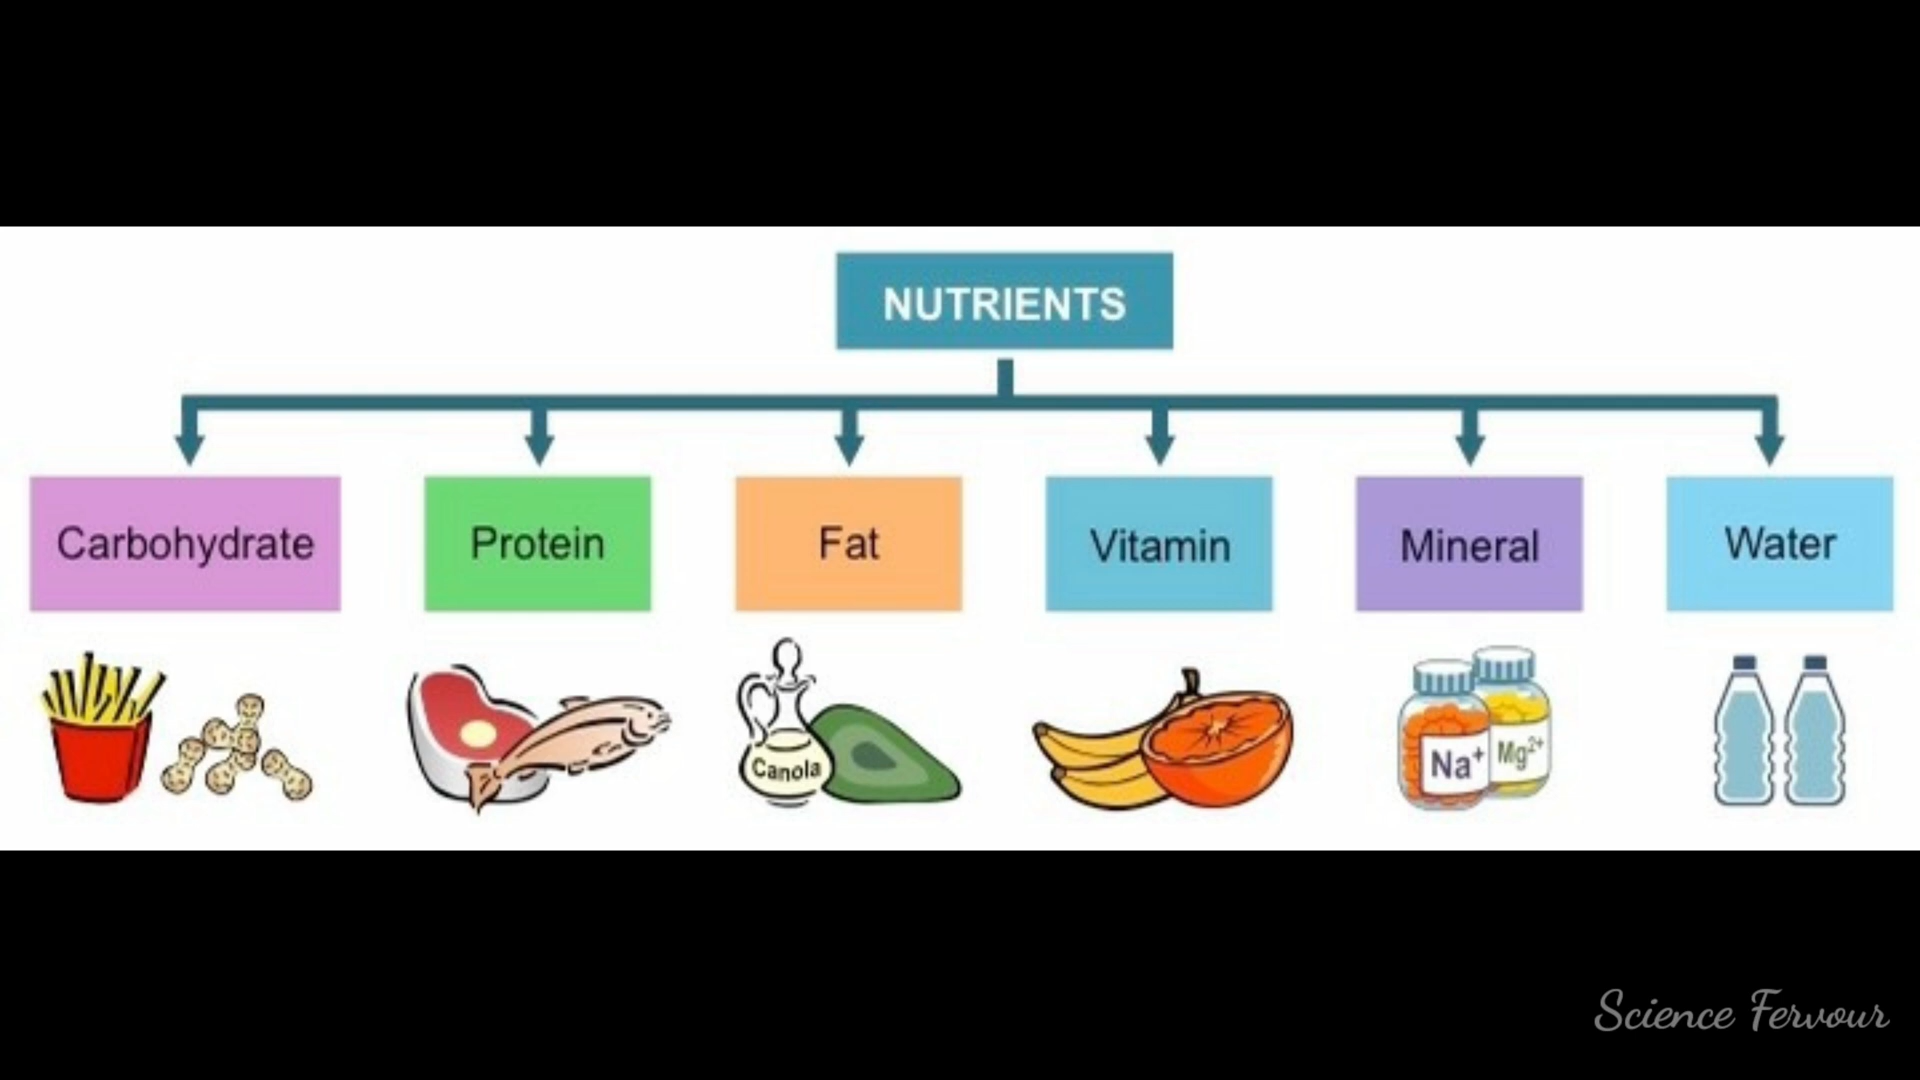 NUTRIENTS
Carbohydrate
Protein
Fat
Vitamin
Mineral
Water
Canola
Na⁺
Mg²⁺
Science Fervour